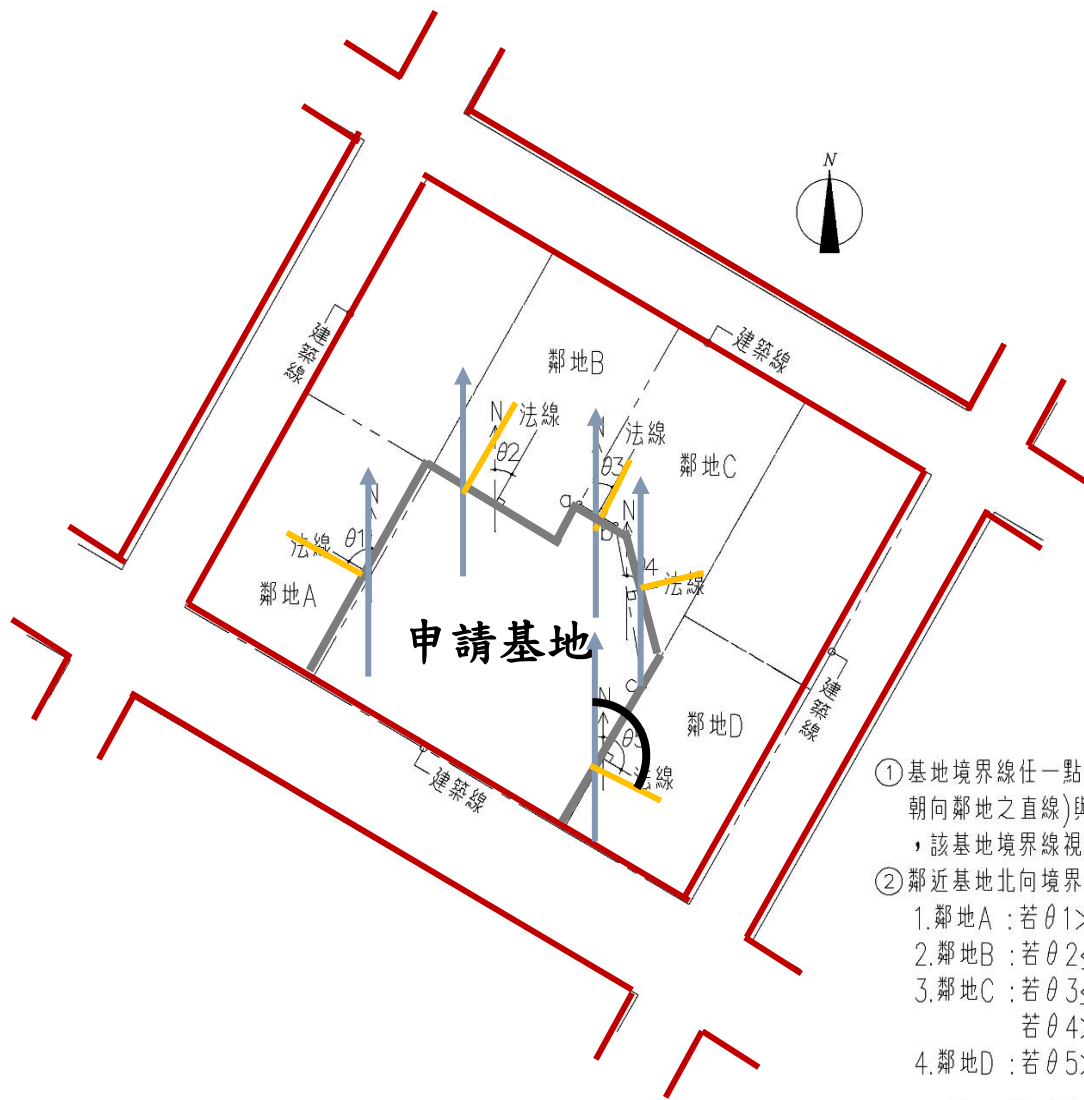 N
建築線
建築線
鄰地B
N
法線
θ2
N
法線
θ3
鄰地C
a
b
N
N
法線
θ1
4
法線
鄰地A
申請基地
c
N
鄰地D
建築線
θ5
法線
建築線
①基地境界線任一點
朝向鄰地之直線)與
，該基地境界線視
②鄰近基地北向境界
1.鄰地A：若θ1>
2.鄰地B：若θ2≤
3.鄰地C：若θ3≤
若θ4>
4.鄰地D：若θ5>